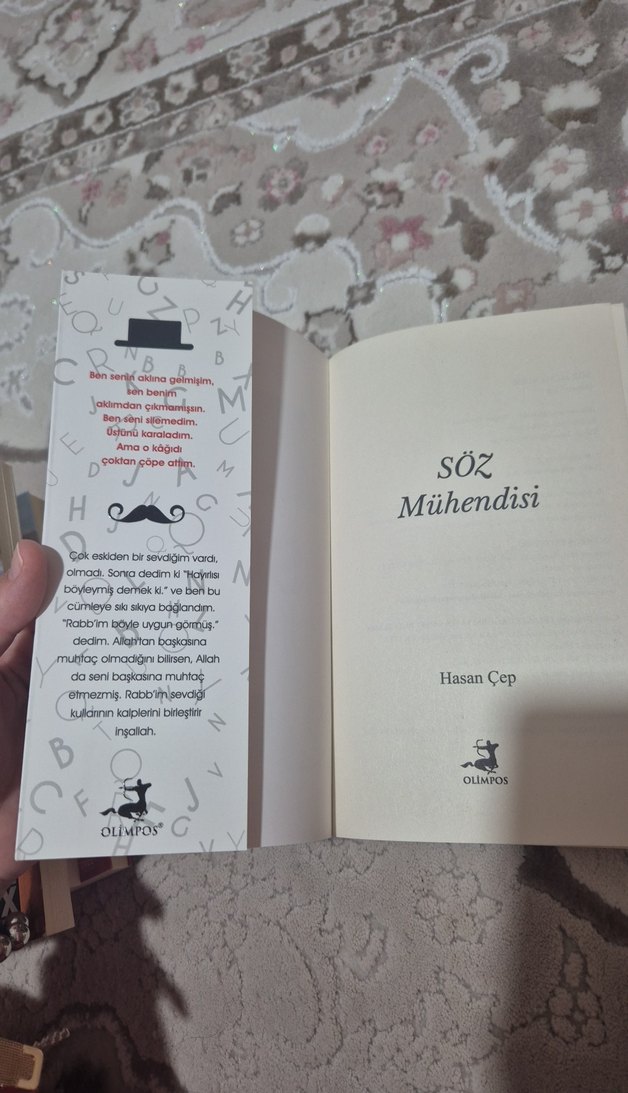 Ben senin aklına gelmişim,
sen benim
aklımdan çıkmamışsın.
Ben seni silemedim.
Üstünü karaladım.
Ama o kâğıdı
çoktan çöpe attım.
Çok eskiden bir sevdiğim vardı,
olmadı. Sonra dedim ki "Hayırlısı
böyleymiş demek ki." ve ben bu
cümleye sıkı sıkıya bağlandım.
"Rabb'im böyle uygun görmüş."
dedim. Allah'tan başkasına
muhtaç olmadığını bilirsen, Allah
da seni başkasına muhtaç
etmezmiş. Rabb'im sevdiği
kullarının kalplerini birleştirir
inşallah.
OLİMPOS®
SÖZ
Mühendisi
Hasan Çep
OLİMPOS